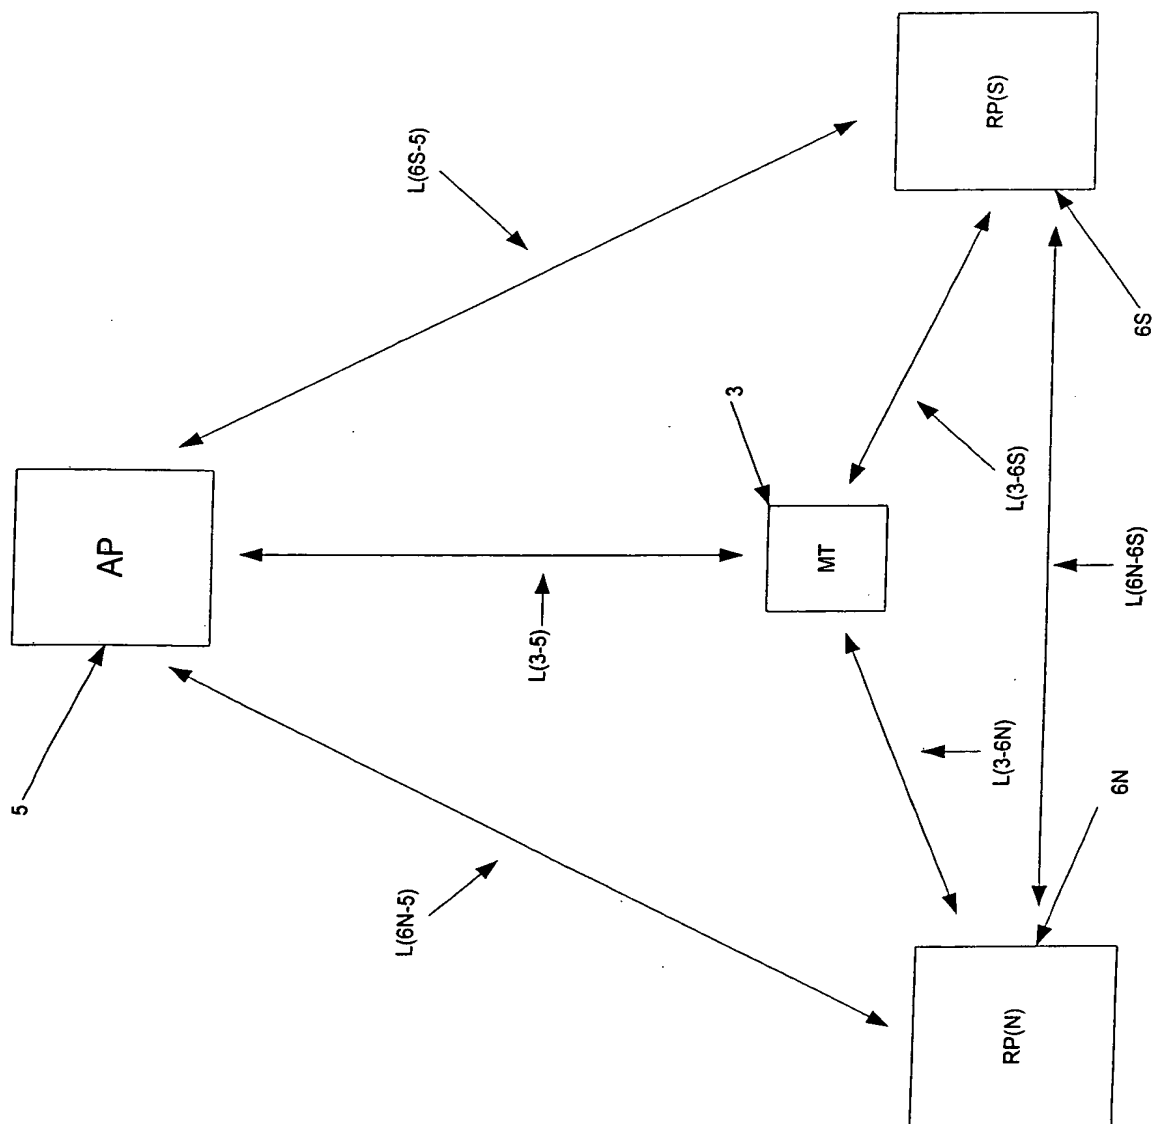 5
AP
L(6N-5)
L(3-5)
L(6S-5)
3
MT
RP(N)
6N
L(3-6N)
L(6N-6S)
L(3-6S)
6S
RP(S)